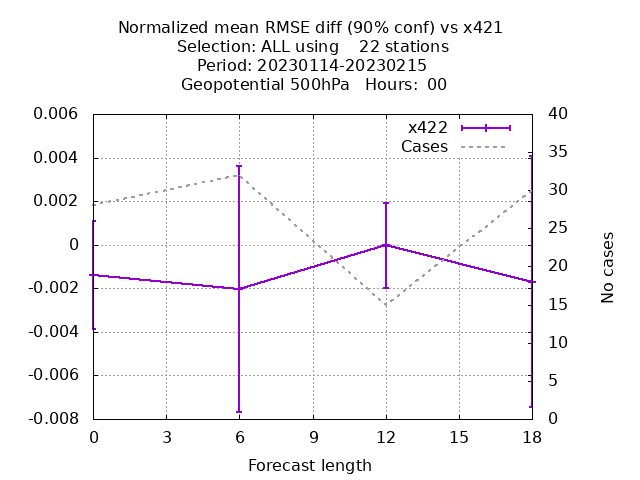 Normalized mean RMSE diff (90% conf) vs x421
Selection: ALL using    22 stations
Period: 20230114-20230215
Geopotential 500hPa   Hours:  00
x422
Cases
0.006
0.004
0.002
0
-0.002
-0.004
-0.006
-0.008
40
35
30
25
20
15
10
5
0
No cases
0 3 6 9 12 15 18
Forecast length